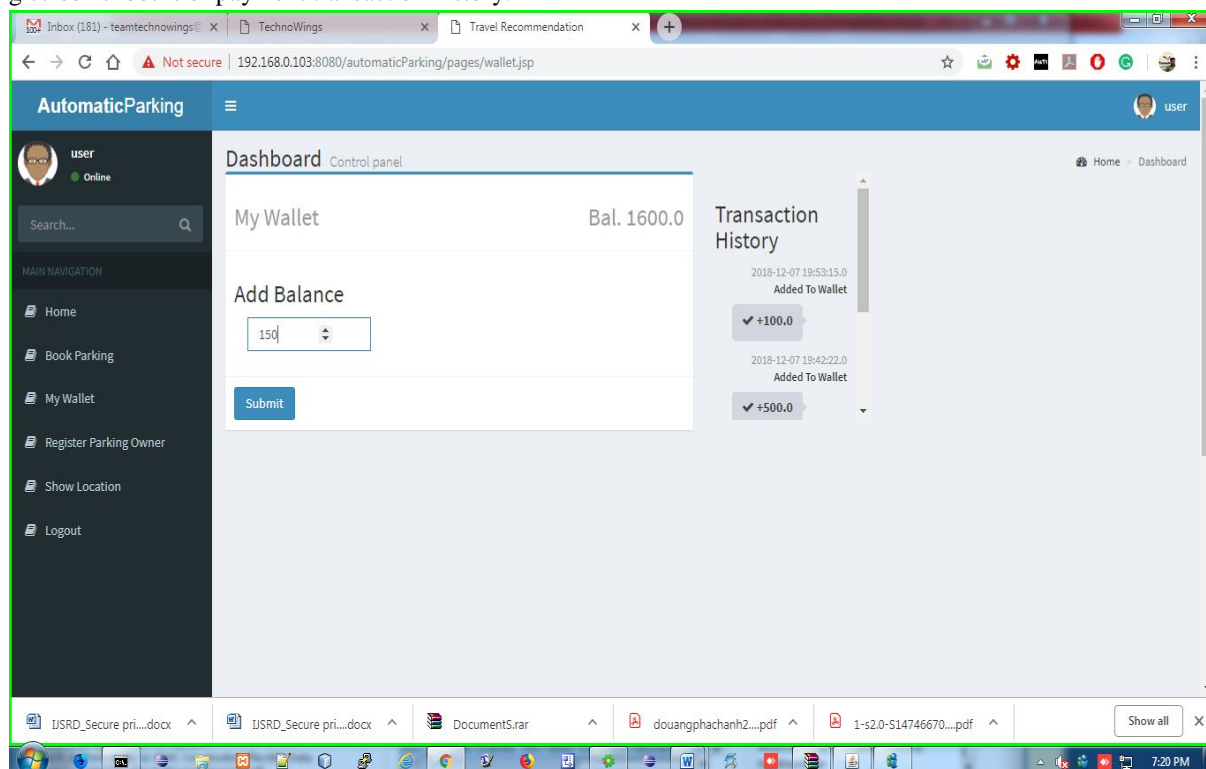 Inbox (181) - teamtechnowings@
TechnoWings
Travel Recommendation
Not secure | 192.168.0.103:8080/automaticParking/pages/wallet.jsp
AutomaticParking
user
user
Online
Search...
MAIN NAVIGATION
Home
Book Parking
My Wallet
Register Parking Owner
Show Location
Logout
Dashboard Control panel
Home > Dashboard
My Wallet Bal. 1600.0
Add Balance
150
Submit
Transaction
History
2018-12-07 19:53:15.0
Added To Wallet
+100.0
2018-12-07 19:42:22.0
Added To Wallet
+500.0
IJSRD_Secure pri....docx
IJSRD_Secure pri....docx
DocumentS.rar
douangphachanh2....pdf
1-s2.0-S14746670....pdf
Show all
7:20 PM